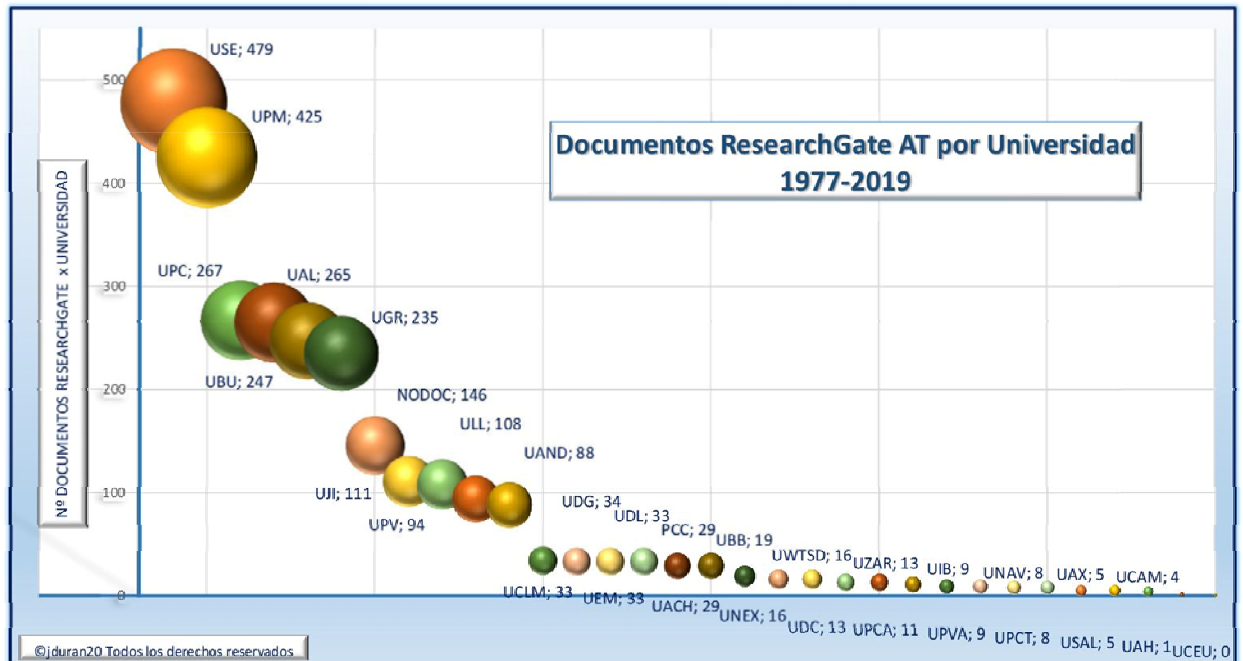 USE; 479
UPM; 425
Documentos ResearchGate AT por Universidad
1977-2019
Nº DOCUMENTOS RESEARCHGATE x UNIVERSIDAD
500
400
300
200
100
0
UPC; 267
UAL; 265
UBU; 247
UGR; 235
NODOC; 146
UJI; 111
ULL; 108
UPV; 94
UAND; 88
UDG; 34
UCLM; 33
UDL; 33
UEM; 33
PCC; 29
UACH; 29
UBB; 19
UNEX; 16
UWTSD; 16
UDC; 13
UZAR; 13
UPCA; 11
UIB; 9
UPVA; 9
UNAV; 8
UPCT; 8
UAX; 5
USAL; 5
UCAM; 4
UAH; 1
UCEU; 0
©jduran20 Todos los derechos reservados